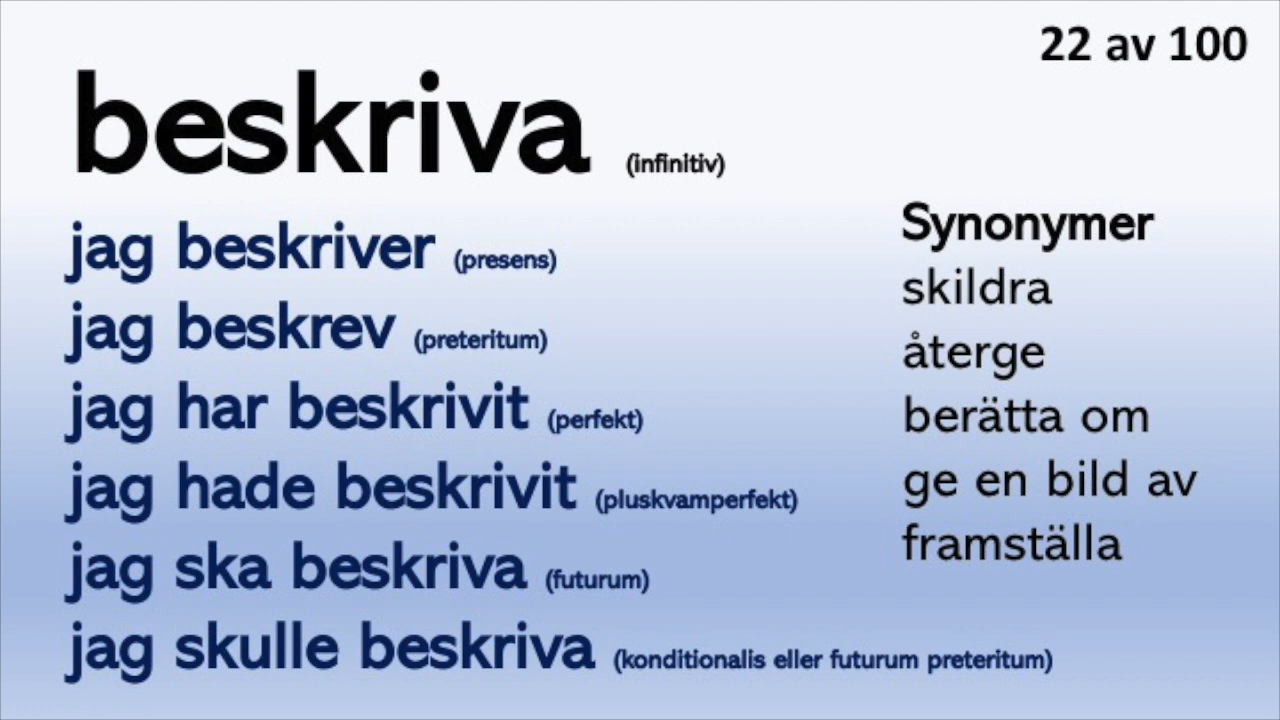 22 av 100
beskriva (infinitiv)
jag beskriver (presens)
jag beskrev (preteritum)
jag har beskrivit (perfekt)
jag hade beskrivit (pluskvamperfekt)
jag ska beskriva (futurum)
jag skulle beskriva (konditionalis eller futurum preteritum)
Synonymer
skildra
återge
berätta om
ge en bild av
framställa